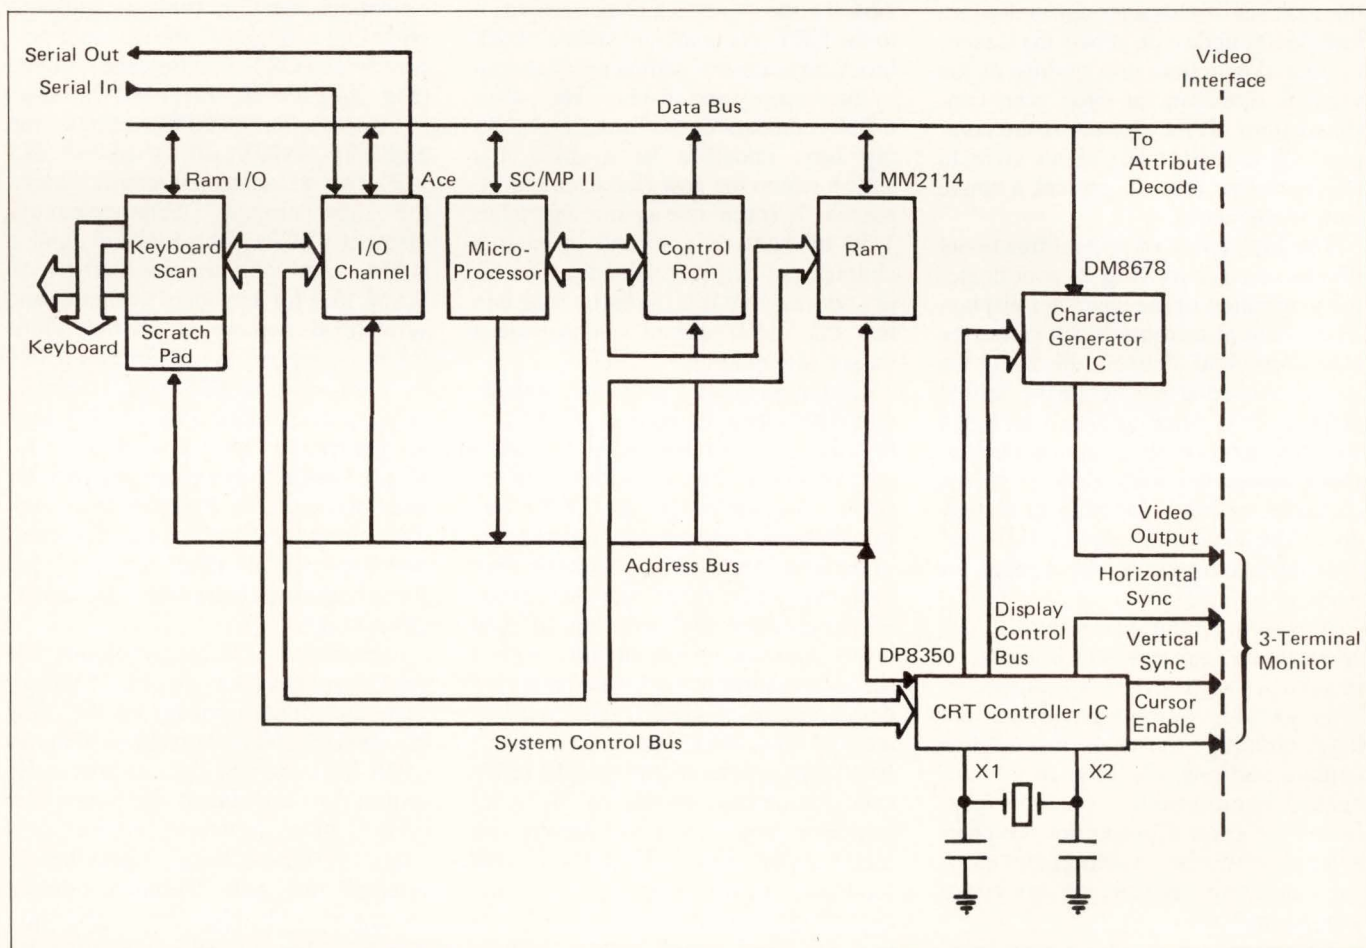 Serial Out
Serial In
Video
Interface
Data Bus
To
Attribute
Decode
Ram I/O
Ace
SC/MP II
MM2114
Keyboard
Scan
I/O
Channel
Micro-
Processor
Control
Rom
Ram
DM8678
Character
Generator
IC
Keyboard
Scratch
Pad
Video
Output
Address Bus
Horizontal
Sync
Display
Control
Bus
Vertical
Sync
3-Terminal
Monitor
DP8350
CRT Controller IC
Cursor
Enable
System Control Bus
X1
X2